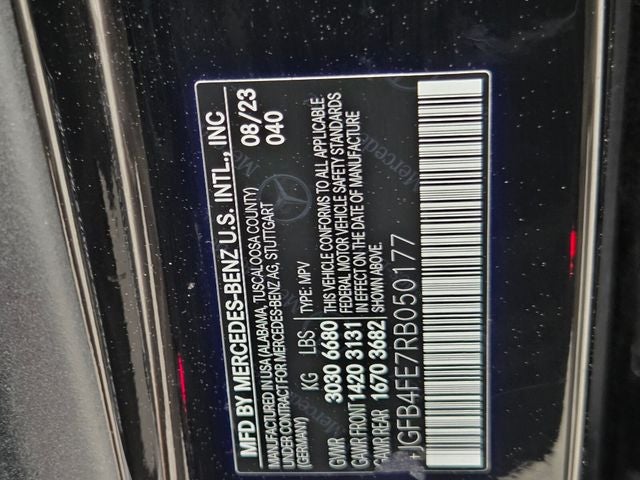 MFD BY MERCEDES-BENZ U.S. INTL., INC
MANUFACTURED IN USA (ALABAMA, TUSCALOOSA COUNTY)
UNDER CONTRACT FOR MERCEDES-BENZ AG, STUTTGART
(GERMANY)
08/23
040
KG LBS TYPE: MPV
GVWR 3030 6680
GAWR FRONT 1420 3131
GAWR REAR 1670 3682
THIS VEHICLE CONFORMS TO ALL APPLICABLE
FEDERAL MOTOR VEHICLE SAFETY STANDARDS
IN EFFECT ON THE DATE OF MANUFACTURE
SHOWN ABOVE.
JGFB4FE7RB050177